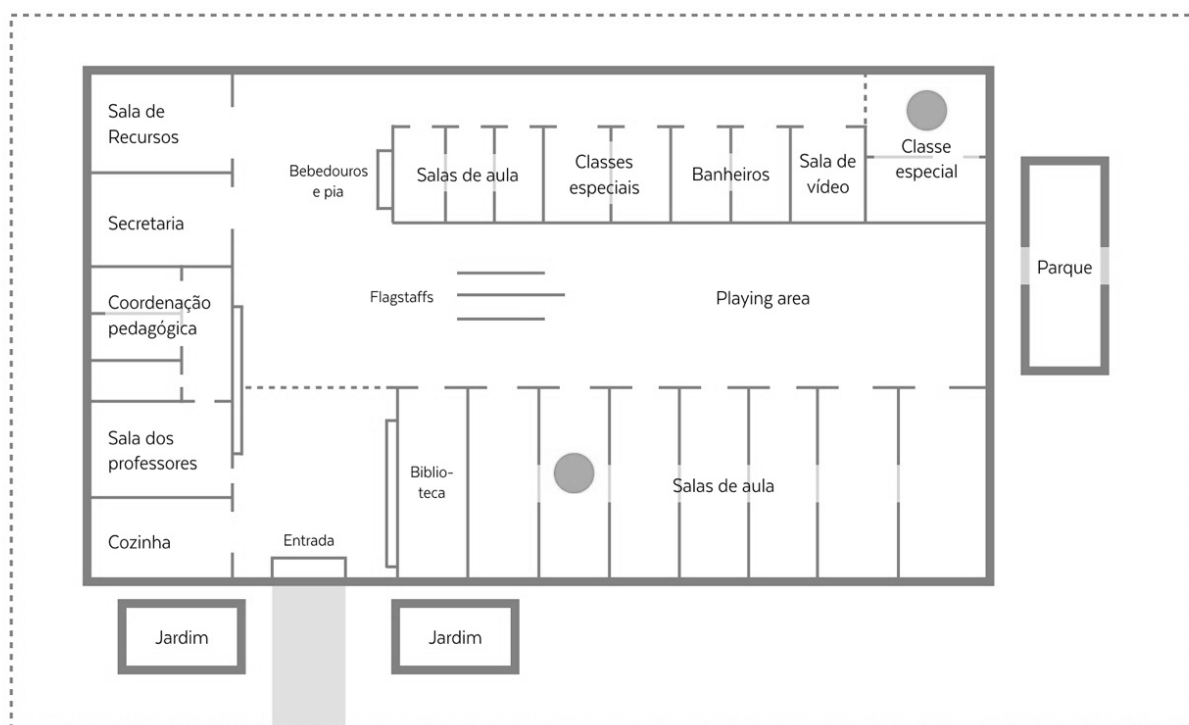 Sala de
Recursos
Secretaria
Coordenação
pedagógica
Sala dos
professores
Cozinha
Bebedouros
e pia
Salas de aula
Classes
especiais
Banheiros
Sala de
vídeo
Classe
especial
Parque
Flagstaffs
Playing area
Biblio-
teca
Salas de aula
Entrada
Jardim
Jardim